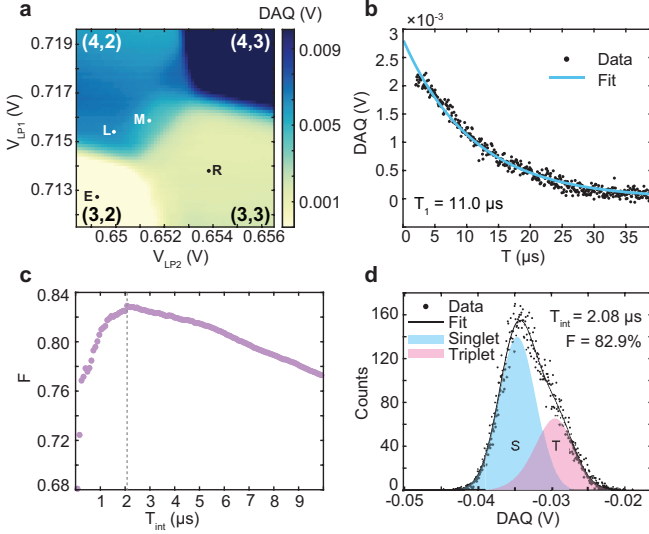 a
DAQ (V)
0.719
0.717
0.715
0.713
V_LP1 (V)
(4,2)
(4,3)
L
M
R
E
(3,2)
(3,3)
0.65
0.652
0.654
0.656
V_LP2 (V)
0.009
0.005
0.001
b
×10⁻³
3
2.5
2
1.5
1
0.5
0
DAQ (V)
Data
Fit
T₁ = 11.0 µs
0 5 10 15 20 25 30 35
T (µs)
c
0.84
0.80
0.76
0.72
0.68
F
1 2 3 4 5 6 7 8 9
T_int (µs)
d
160
120
80
40
0
Counts
Data
Fit
Singlet
Triplet
T_int = 2.08 µs
F = 82.9%
S
T
-0.05 -0.04 -0.03 -0.02
DAQ (V)